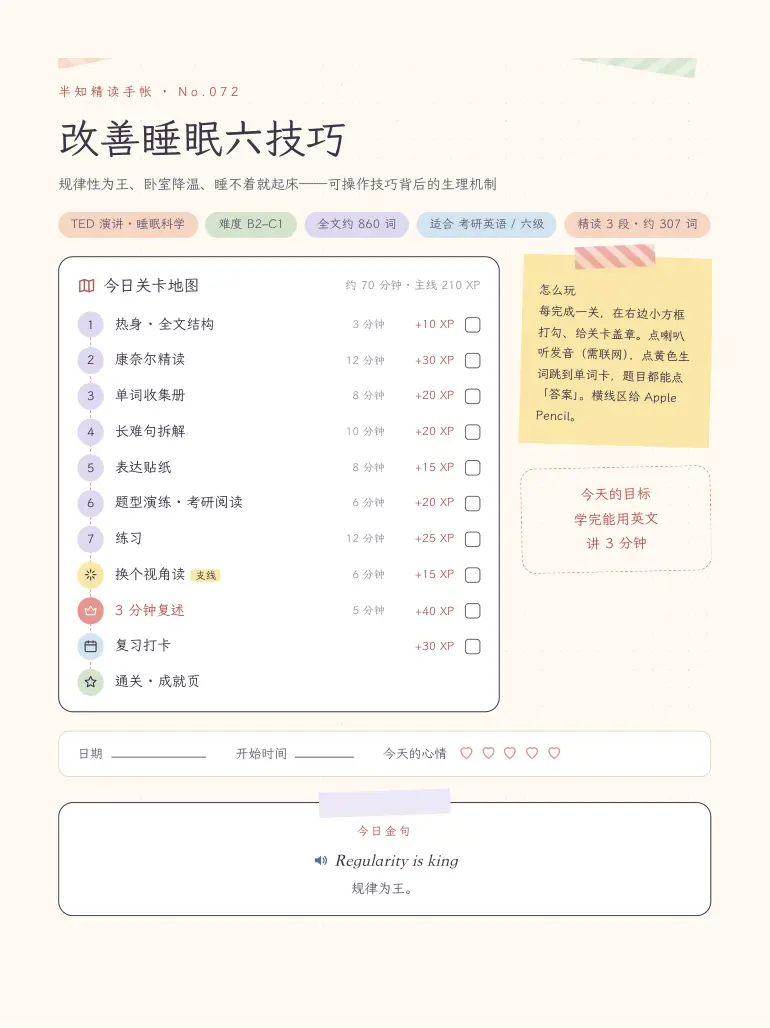 半知精读手帐 · No.072
改善睡眠六技巧
规律性为王、卧室降温、睡不着就起床——可操作技巧背后的生理机制
TED 演讲 · 睡眠科学
难度 B2–C1
全文约 860 词
适合 考研英语 / 六级
精读 3 段 · 约 307 词
今日关卡地图
约 70 分钟 · 主线 210 XP
1 热身 · 全文结构 3 分钟 +10 XP
2 康奈尔精读 12 分钟 +30 XP
3 单词收集册 8 分钟 +20 XP
4 长难句拆解 10 分钟 +20 XP
5 表达贴纸 8 分钟 +15 XP
6 题型演练 · 考研阅读 6 分钟 +20 XP
7 练习 12 分钟 +25 XP
换个视角读 支线 6 分钟 +15 XP
3 分钟复述 5 分钟 +40 XP
复习打卡 +30 XP
通关 · 成就页
怎么玩
每完成一关，在右边小方框
打勾、给关卡盖章。点喇叭
听发音（需联网），点黄色生
词跳到单词卡，题目都能点
「答案」。横线区给 Apple
Pencil。
今天的目标
学完能用英文
讲 3 分钟
日期 开始时间 今天的心情
今日金句
Regularity is king
规律为王。